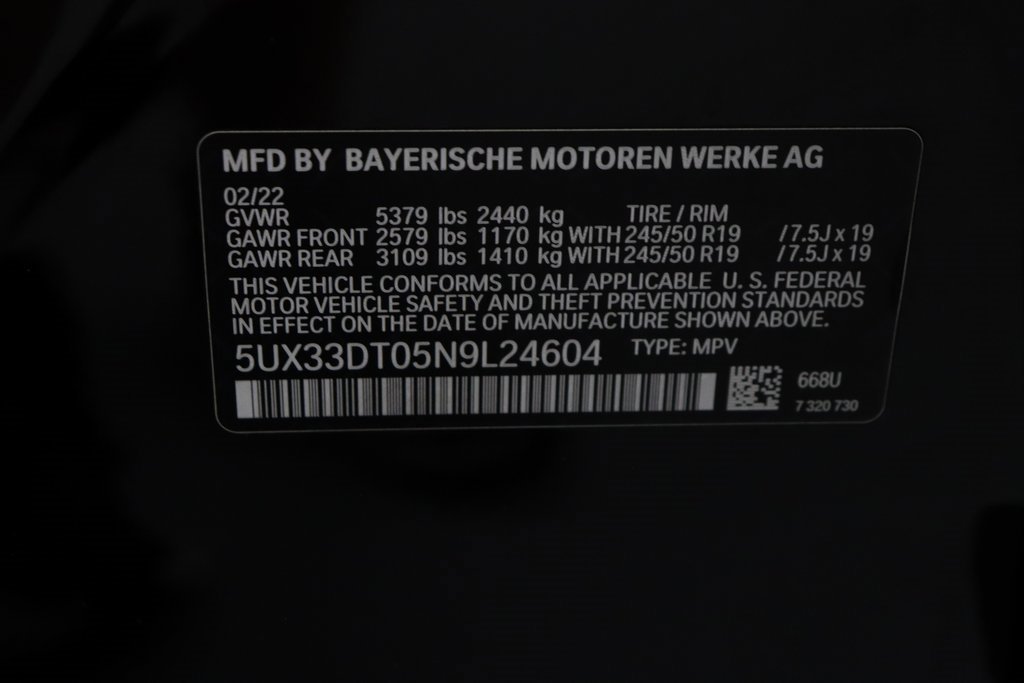 MFD BY BAYERISCHE MOTOREN WERKE AG
02/22
GVWR 5379 lbs 2440 kg TIRE / RIM
GAWR FRONT 2579 lbs 1170 kg WITH 245/50 R19 / 7.5J x 19
GAWR REAR 3109 lbs 1410 kg WITH 245/50 R19 / 7.5J x 19
THIS VEHICLE CONFORMS TO ALL APPLICABLE U. S. FEDERAL
MOTOR VEHICLE SAFETY AND THEFT PREVENTION STANDARDS
IN EFFECT ON THE DATE OF MANUFACTURE SHOWN ABOVE.
5UX33DT05N9L24604 TYPE: MPV
668U
7 320 730